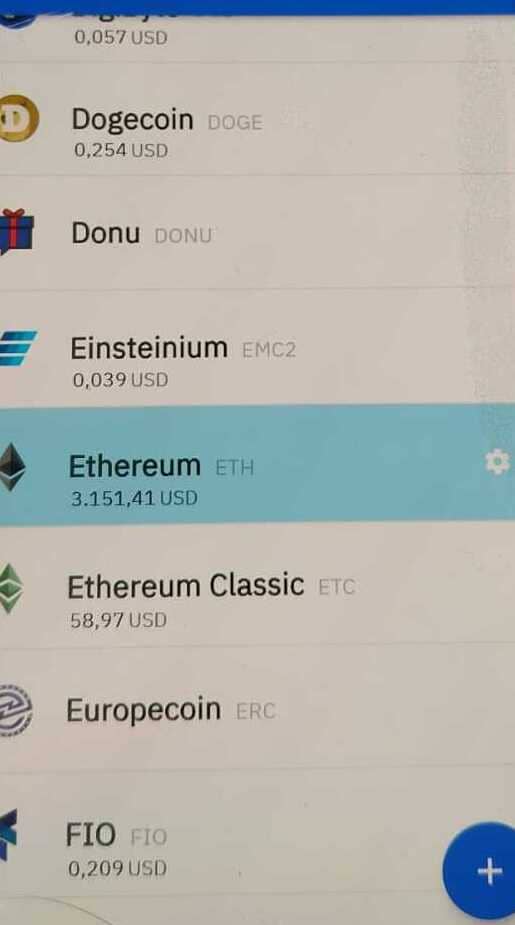 0,057 USD
Dogecoin DOGE
0,254 USD
Donu DONU
Einsteinium EMC2
0,039 USD
Ethereum ETH
3.151,41 USD
Ethereum Classic ETC
58,97 USD
Europecoin ERC
FIO FIO
0,209 USD